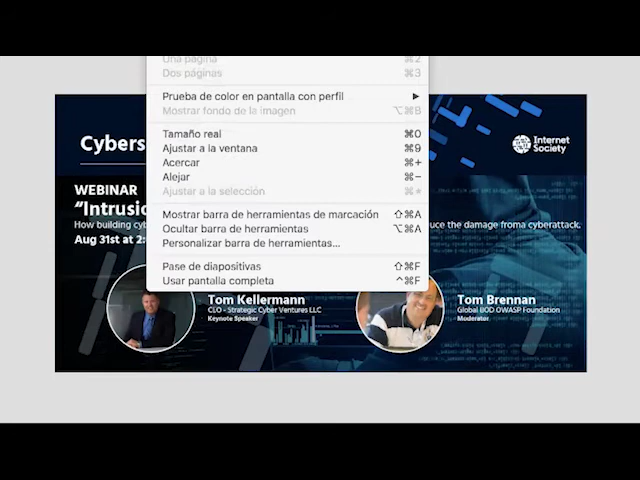 Una página ⌘2
Dos páginas ⌘3
Prueba de color en pantalla con perfil ▶
Mostrar fondo de la imagen ⌥⌘B
Tamaño real ⌘0
Ajustar a la ventana ⌘9
Acercar ⌘+
Alejar ⌘−
Ajustar a la selección
Mostrar barra de herramientas de marcación ⇧⌘A
Ocultar barra de herramientas ⌥⌘A
Personalizar barra de herramientas...
Pase de diapositivas ⇧⌘F
Usar pantalla completa ^⌘F
Cybers
Internet
Society
WEBINAR
“Intrusio
How building cyb
uce the damage froma cyberattack.
Aug 31st at 2:
Tom Kellermann
CEO - Strategic Cyber Ventures LLC
Keynote Speaker
Tom Brennan
Global BOD OWASP Foundation
Moderator